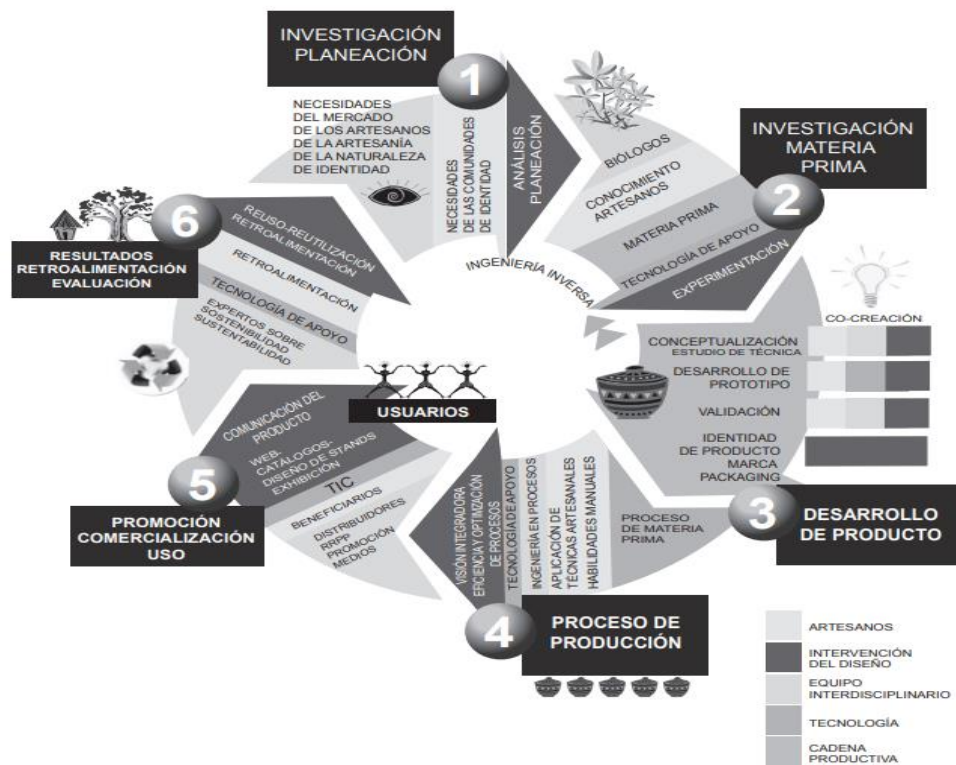 INVESTIGACIÓN
PLANEACIÓN
1
NECESIDADES
DEL MERCADO
DE LOS ARTESANOS
DE LA ARTESANÍA
DE LA NATURALEZA
DE IDENTIDAD
NECESIDADES
DE LAS COMUNIDADES
DE IDENTIDAD
ANÁLISIS
PLANEACIÓN
INVESTIGACIÓN
MATERIA
PRIMA
2
BIÓLOGOS
CONOCIMIENTO
ARTESANOS
MATERIA PRIMA
TECNOLOGÍA DE APOYO
EXPERIMENTACIÓN
INGENIERÍA INVERSA
CO-CREACIÓN
CONCEPTUALIZACIÓN
ESTUDIO DE TÉCNICA
DESARROLLO DE
PROTOTIPO
VALIDACIÓN
IDENTIDAD
DE PRODUCTO
MARCA
PACKAGING
3
DESARROLLO
DE PRODUCTO
PROCESO
DE MATERIA
PRIMA
APLICACIÓN DE
TÉCNICAS ARTESANALES
HABILIDADES MANUALES
INGENIERÍA EN PROCESOS
TECNOLOGÍA DE APOYO
VISIÓN INTEGRADORA
EFICIENCIA Y OPTIMIZACIÓN
DE PROCESOS
4
PROCESO DE
PRODUCCIÓN
USUARIOS
COMUNICACIÓN DEL
PRODUCTO
WEB-
CATÁLOGOS-
DISEÑO DE STANDS
EXHIBICIÓN
TIC
BENEFICIARIOS
DISTRIBUIDORES
RRPP
PROMOCIÓN
MEDIOS
5
PROMOCIÓN
COMERCIALIZACIÓN
USO
6
RESULTADOS
RETROALIMENTACIÓN
EVALUACIÓN
REUSO-REUTILIZACIÓN
RETROALIMENTACIÓN
RETROALIMENTACIÓN
TECNOLOGÍA DE APOYO
EXPERTOS SOBRE
SOSTENIBILIDAD
SUSTENTABILIDAD
ARTESANOS
INTERVENCIÓN
DEL DISEÑO
EQUIPO
INTERDISCIPLINARIO
TECNOLOGÍA
CADENA
PRODUCTIVA